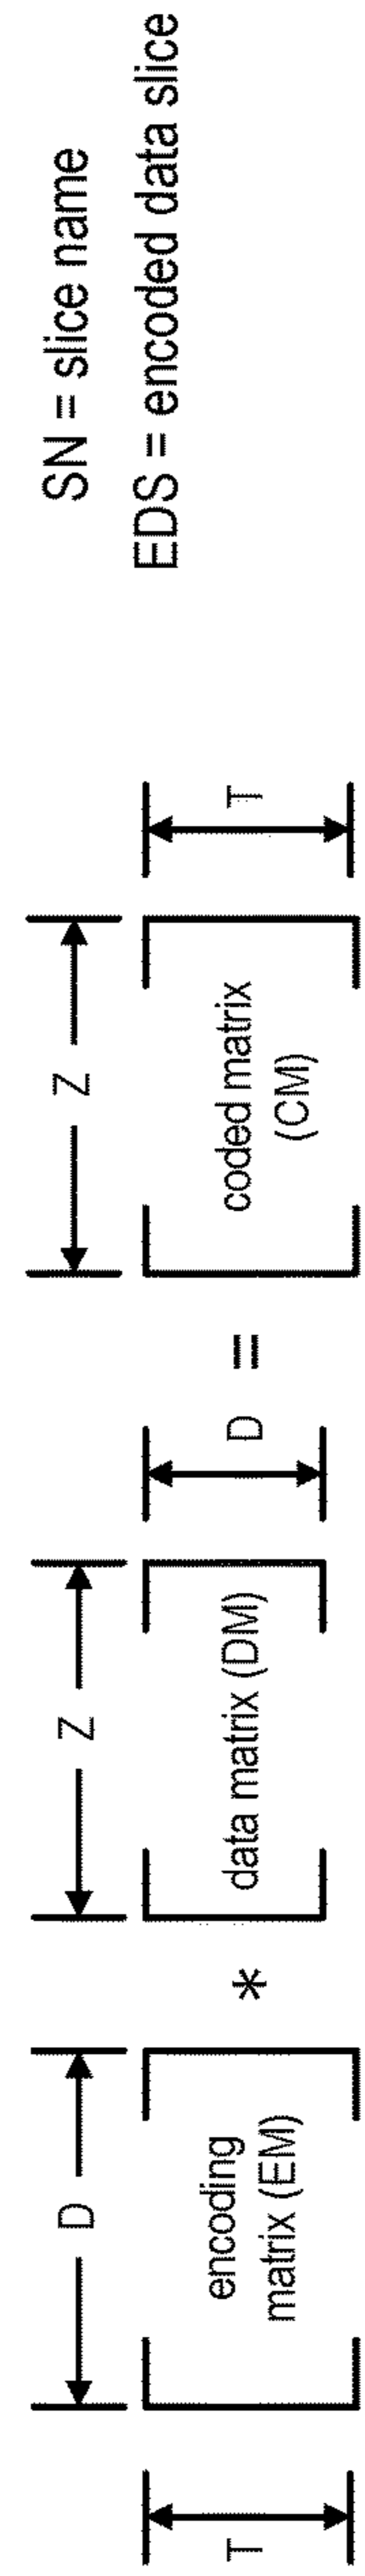 SN = slice name
EDS = encoded data slice
T
D
encoding
matrix (EM)
*
Z
data matrix (DM)
D
=
Z
coded matrix
(CM)
T